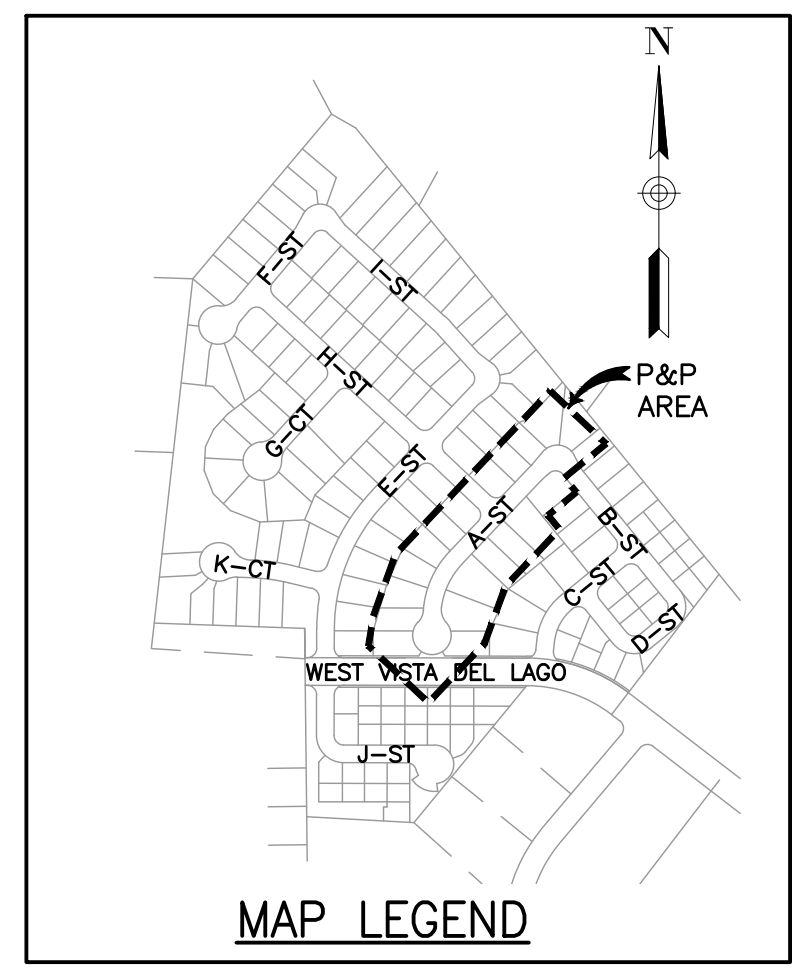 N
F-ST
I-ST
P&P
AREA
H-ST
G-CT
E-ST
A-ST
B-ST
K-CT
C-ST
D-ST
WEST VISTA DEL LAGO
J-ST
MAP LEGEND